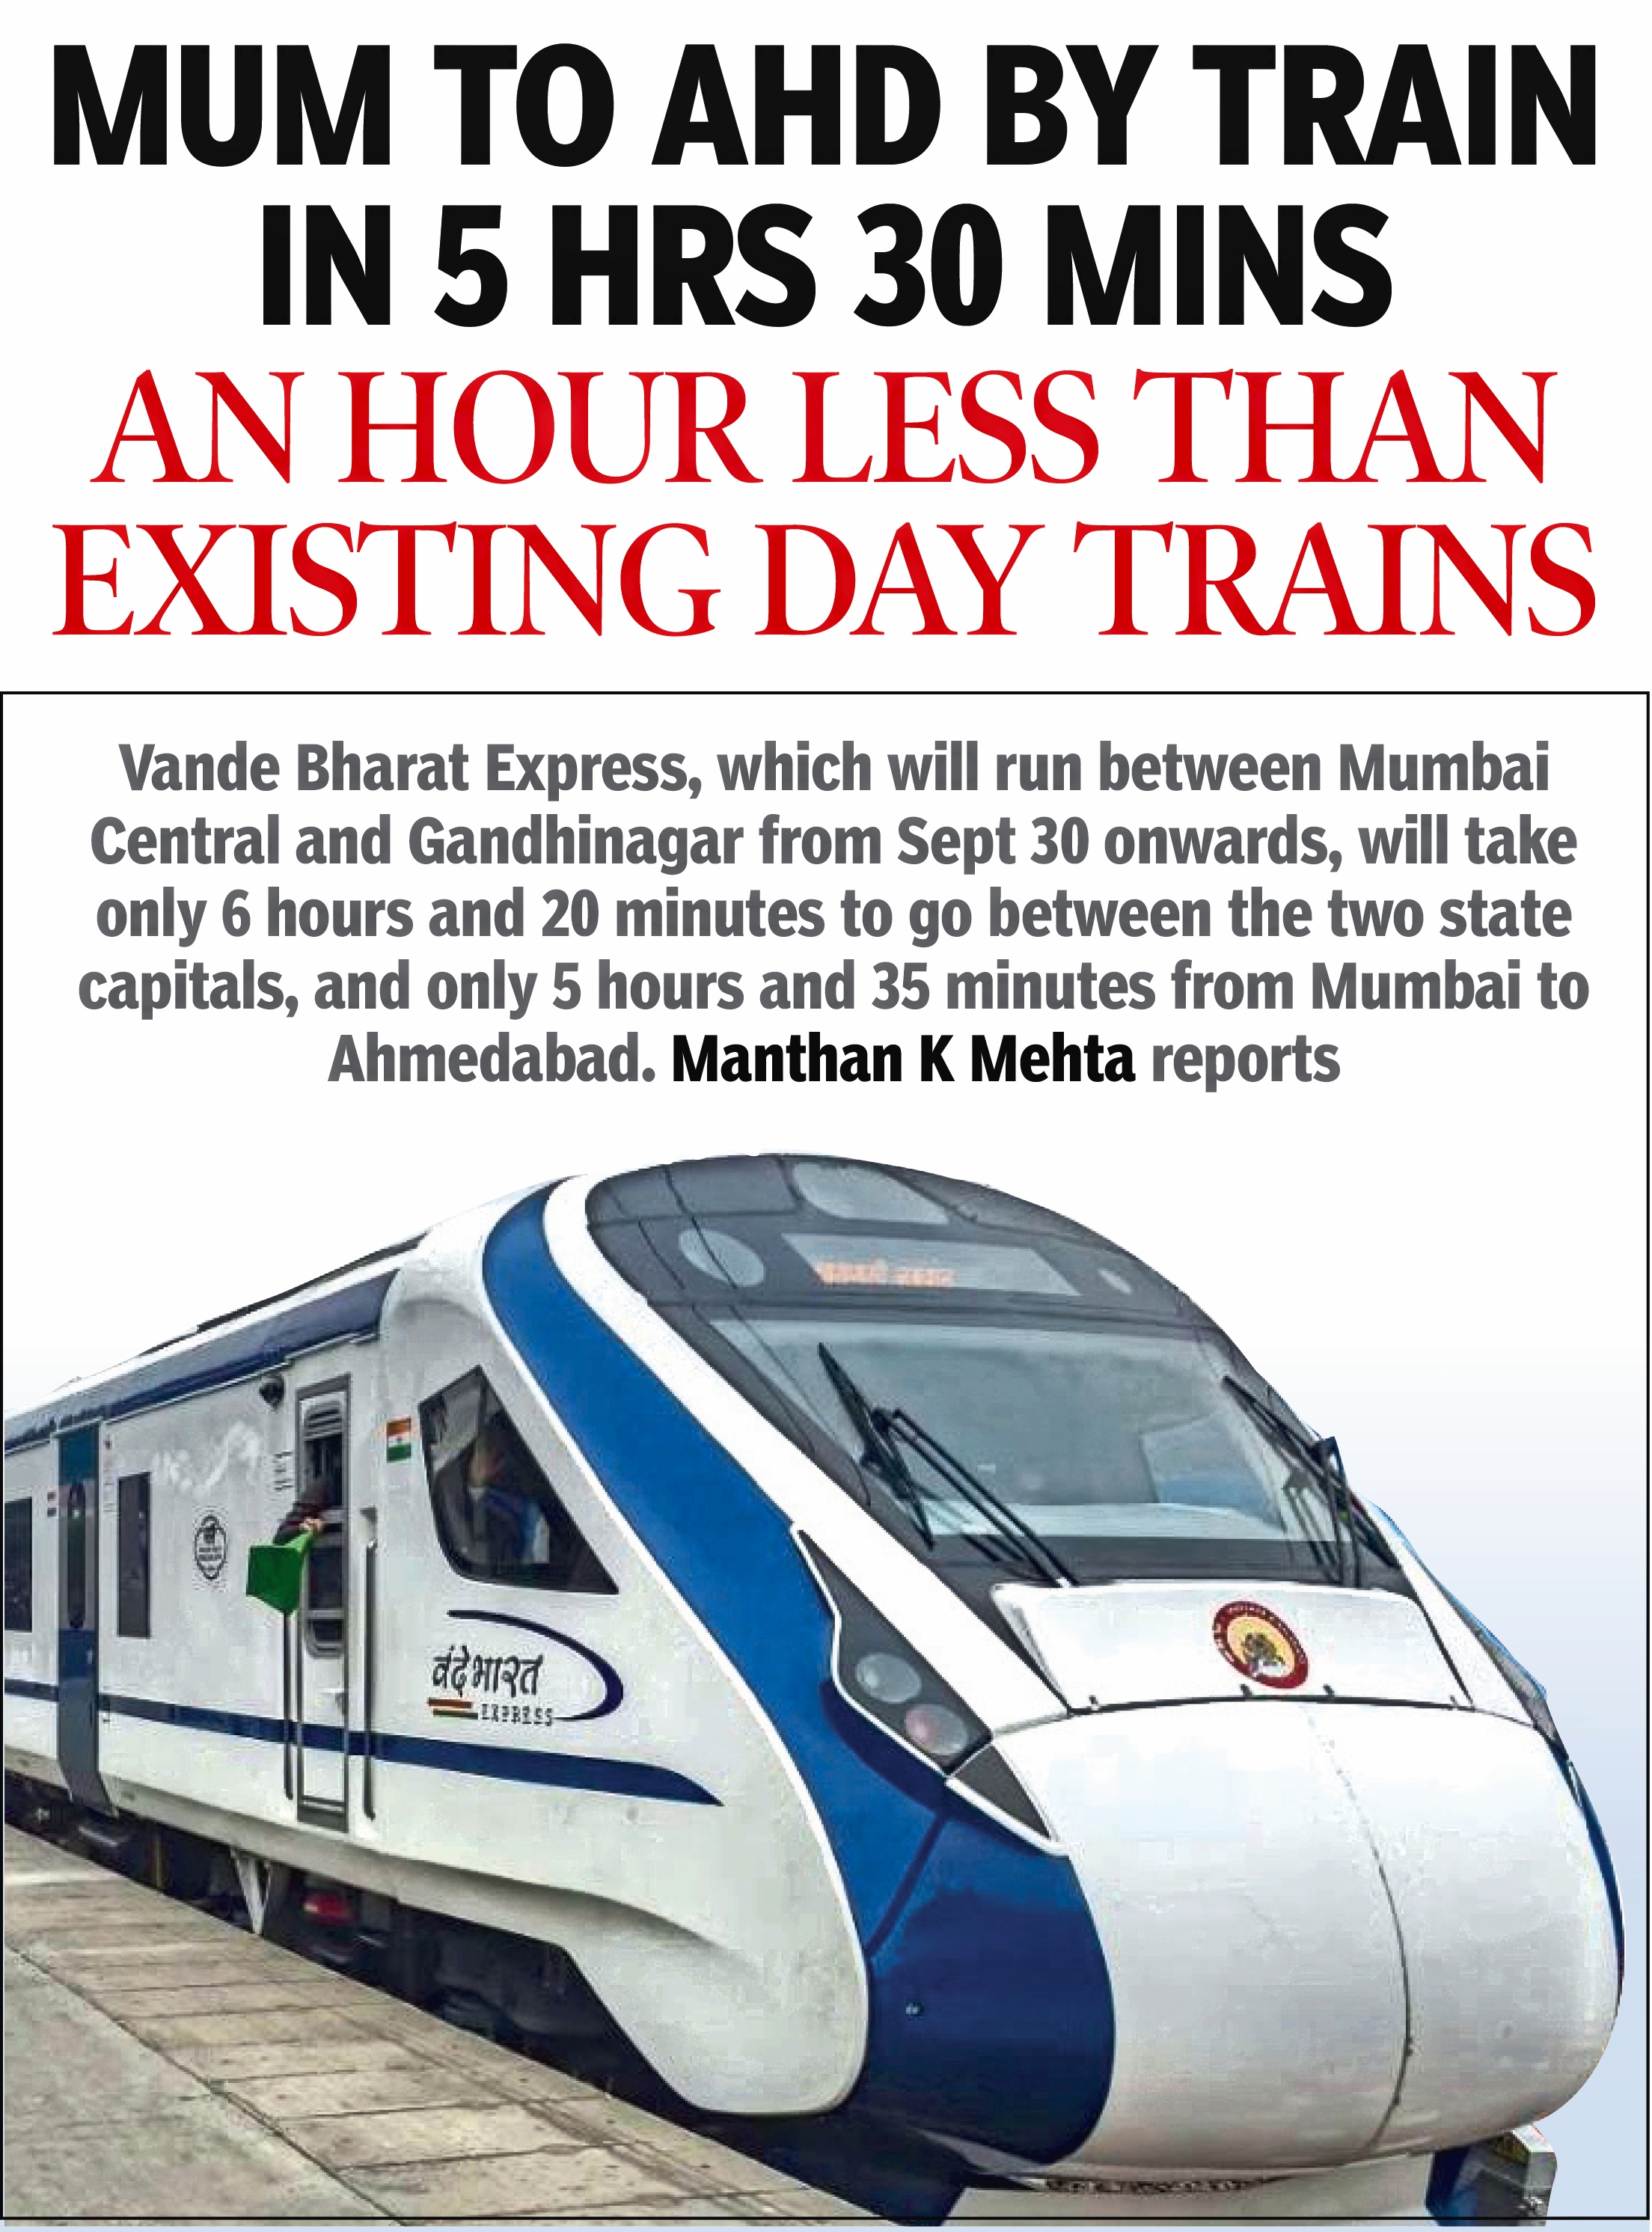 MUM TO AHD BY TRAIN
IN 5 HRS 30 MINS
AN HOUR LESS THAN
EXISTING DAY TRAINS
Vande Bharat Express, which will run between Mumbai
Central and Gandhinagar from Sept 30 onwards, will take
only 6 hours and 20 minutes to go between the two state
capitals, and only 5 hours and 35 minutes from Mumbai to
Ahmedabad. Manthan K Mehta reports
वंदे भारत
EXPRESS